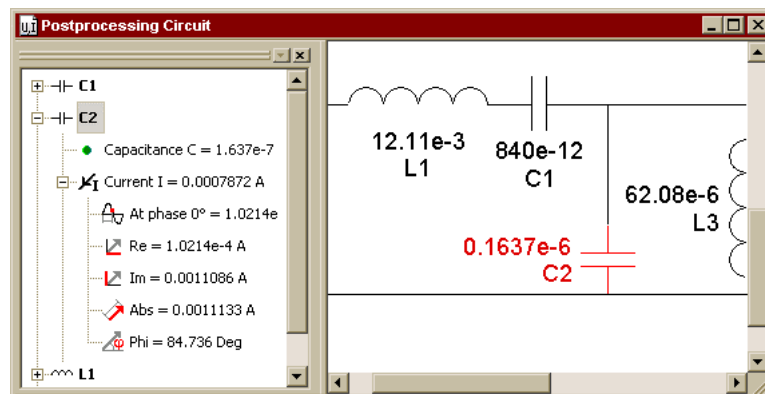 U,I Postprocessing Circuit
C1
C2
Capacitance C = 1.637e-7
I Current I = 0.0007872 A
At phase 0° = 1.0214e
Re = 1.0214e-4 A
Im = 0.0011086 A
Abs = 0.0011133 A
φ Phi = 84.736 Deg
L1
12.11e-3
L1
840e-12
C1
62.08e-6
L3
0.1637e-6
C2